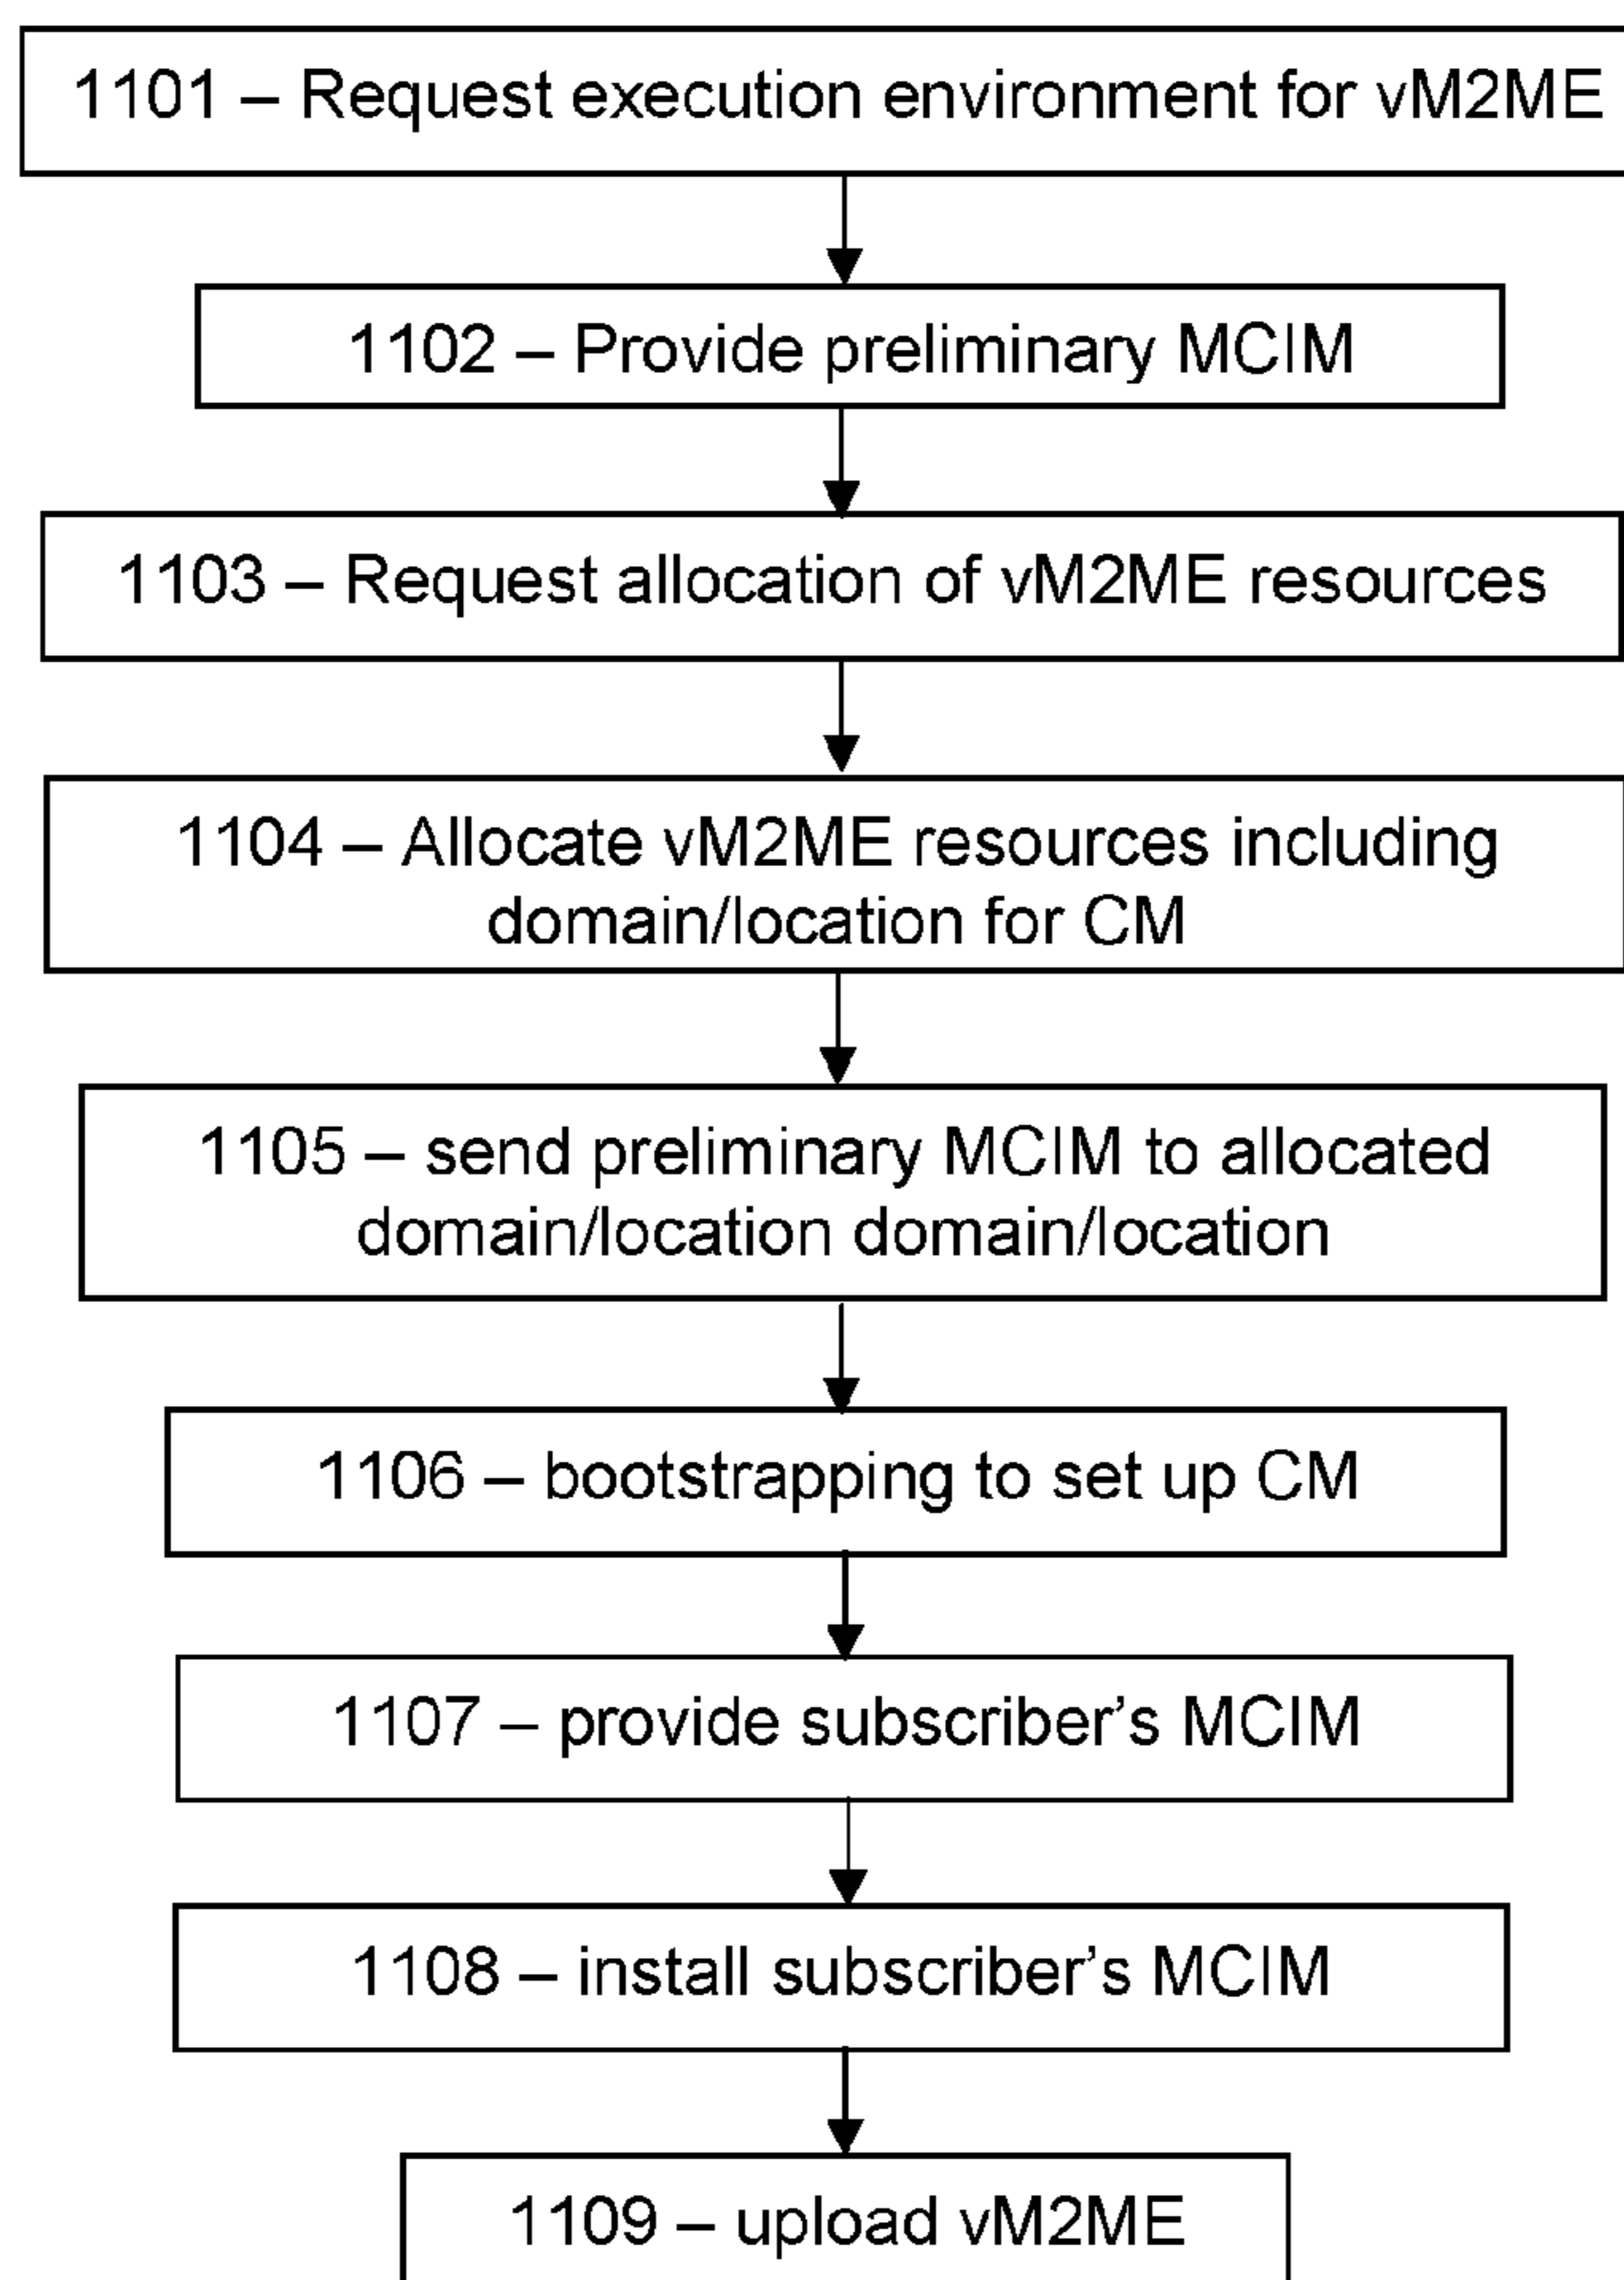 1101 – Request execution environment for vM2ME
1102 – Provide preliminary MCIM
1103 – Request allocation of vM2ME resources
1104 – Allocate vM2ME resources including
domain/location for CM
1105 – send preliminary MCIM to allocated
domain/location domain/location
1106 – bootstrapping to set up CM
1107 – provide subscriber's MCIM
1108 – install subscriber's MCIM
1109 – upload vM2ME